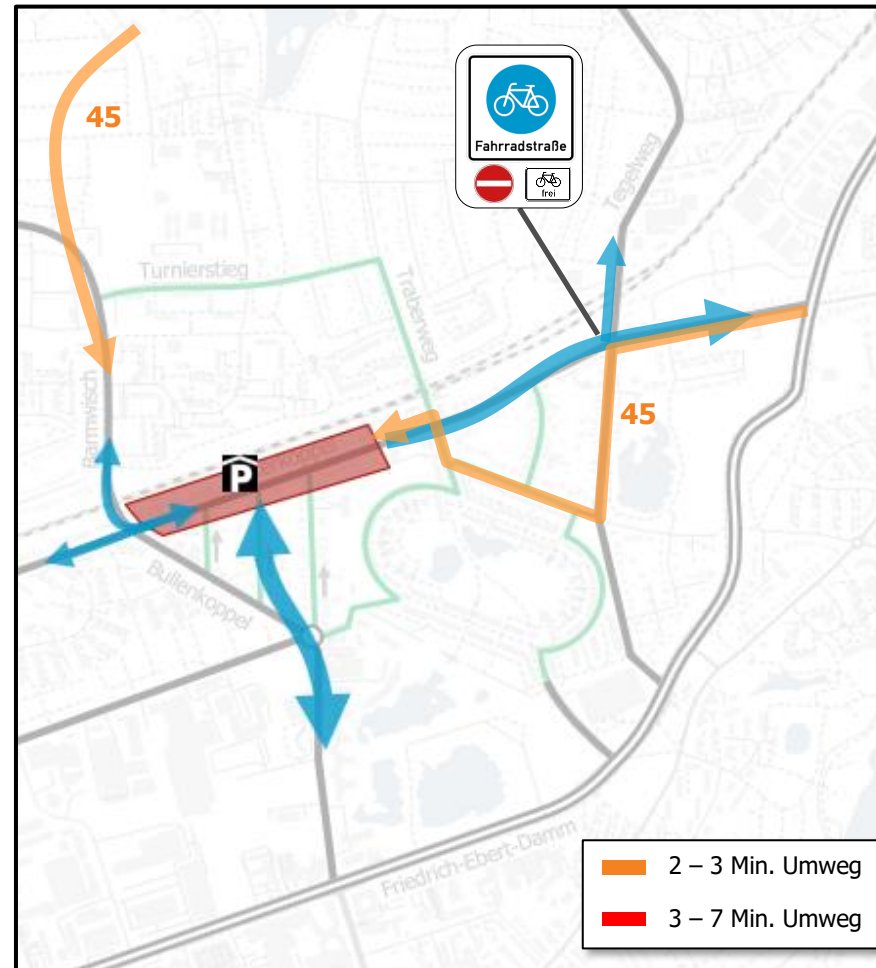 45
Fahrradstraße
frei
Tegelweg
Turnierstieg
Traberweg
45
Barmwisch
P
Bullenkoppel
Friedrich-Ebert-Damm
2 – 3 Min. Umweg
3 – 7 Min. Umweg